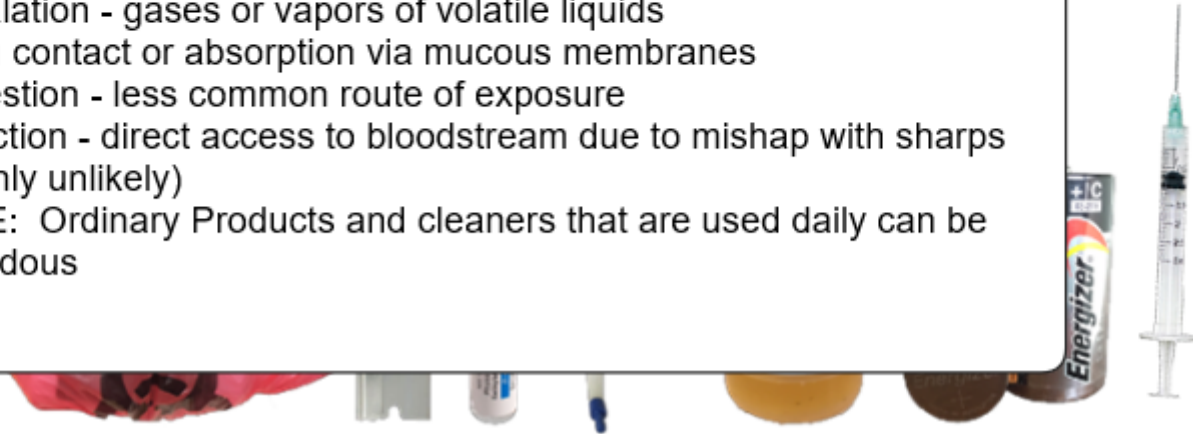 lation - gases or vapors of volatile liquids
contact or absorption via mucous membranes
estion - less common route of exposure
ction - direct access to bloodstream due to mishap with sharps
nly unlikely)
E: Ordinary Products and cleaners that are used daily can be
dous
+ C
Energizer
Energizer